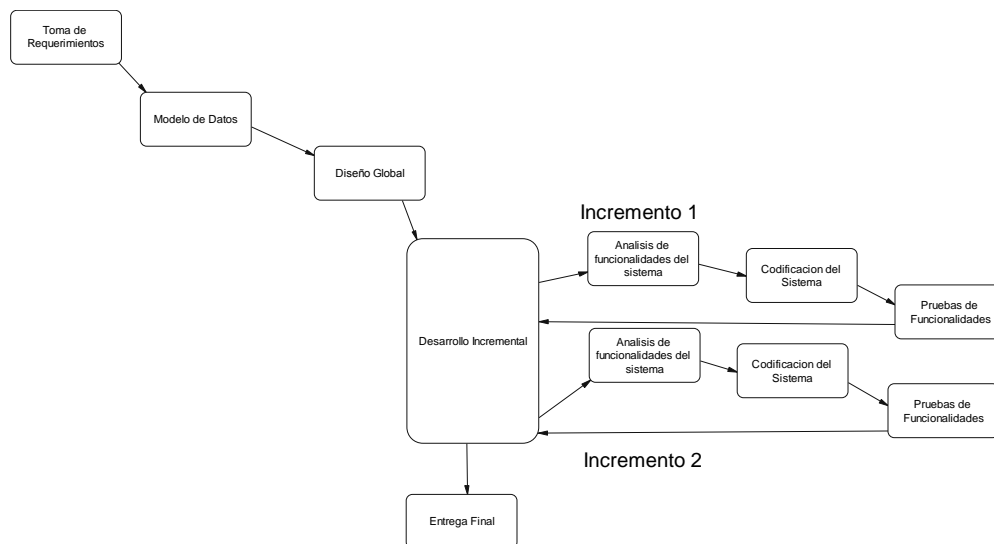 Toma de
Requerimientos
Modelo de Datos
Diseño Global
Incremento 1
Analisis de
funcionalidades del
sistema
Codificacion del
Sistema
Pruebas de
Funcionalidades
Desarrollo Incremental
Analisis de
funcionalidades del
sistema
Codificacion del
Sistema
Pruebas de
Funcionalidades
Incremento 2
Entrega Final